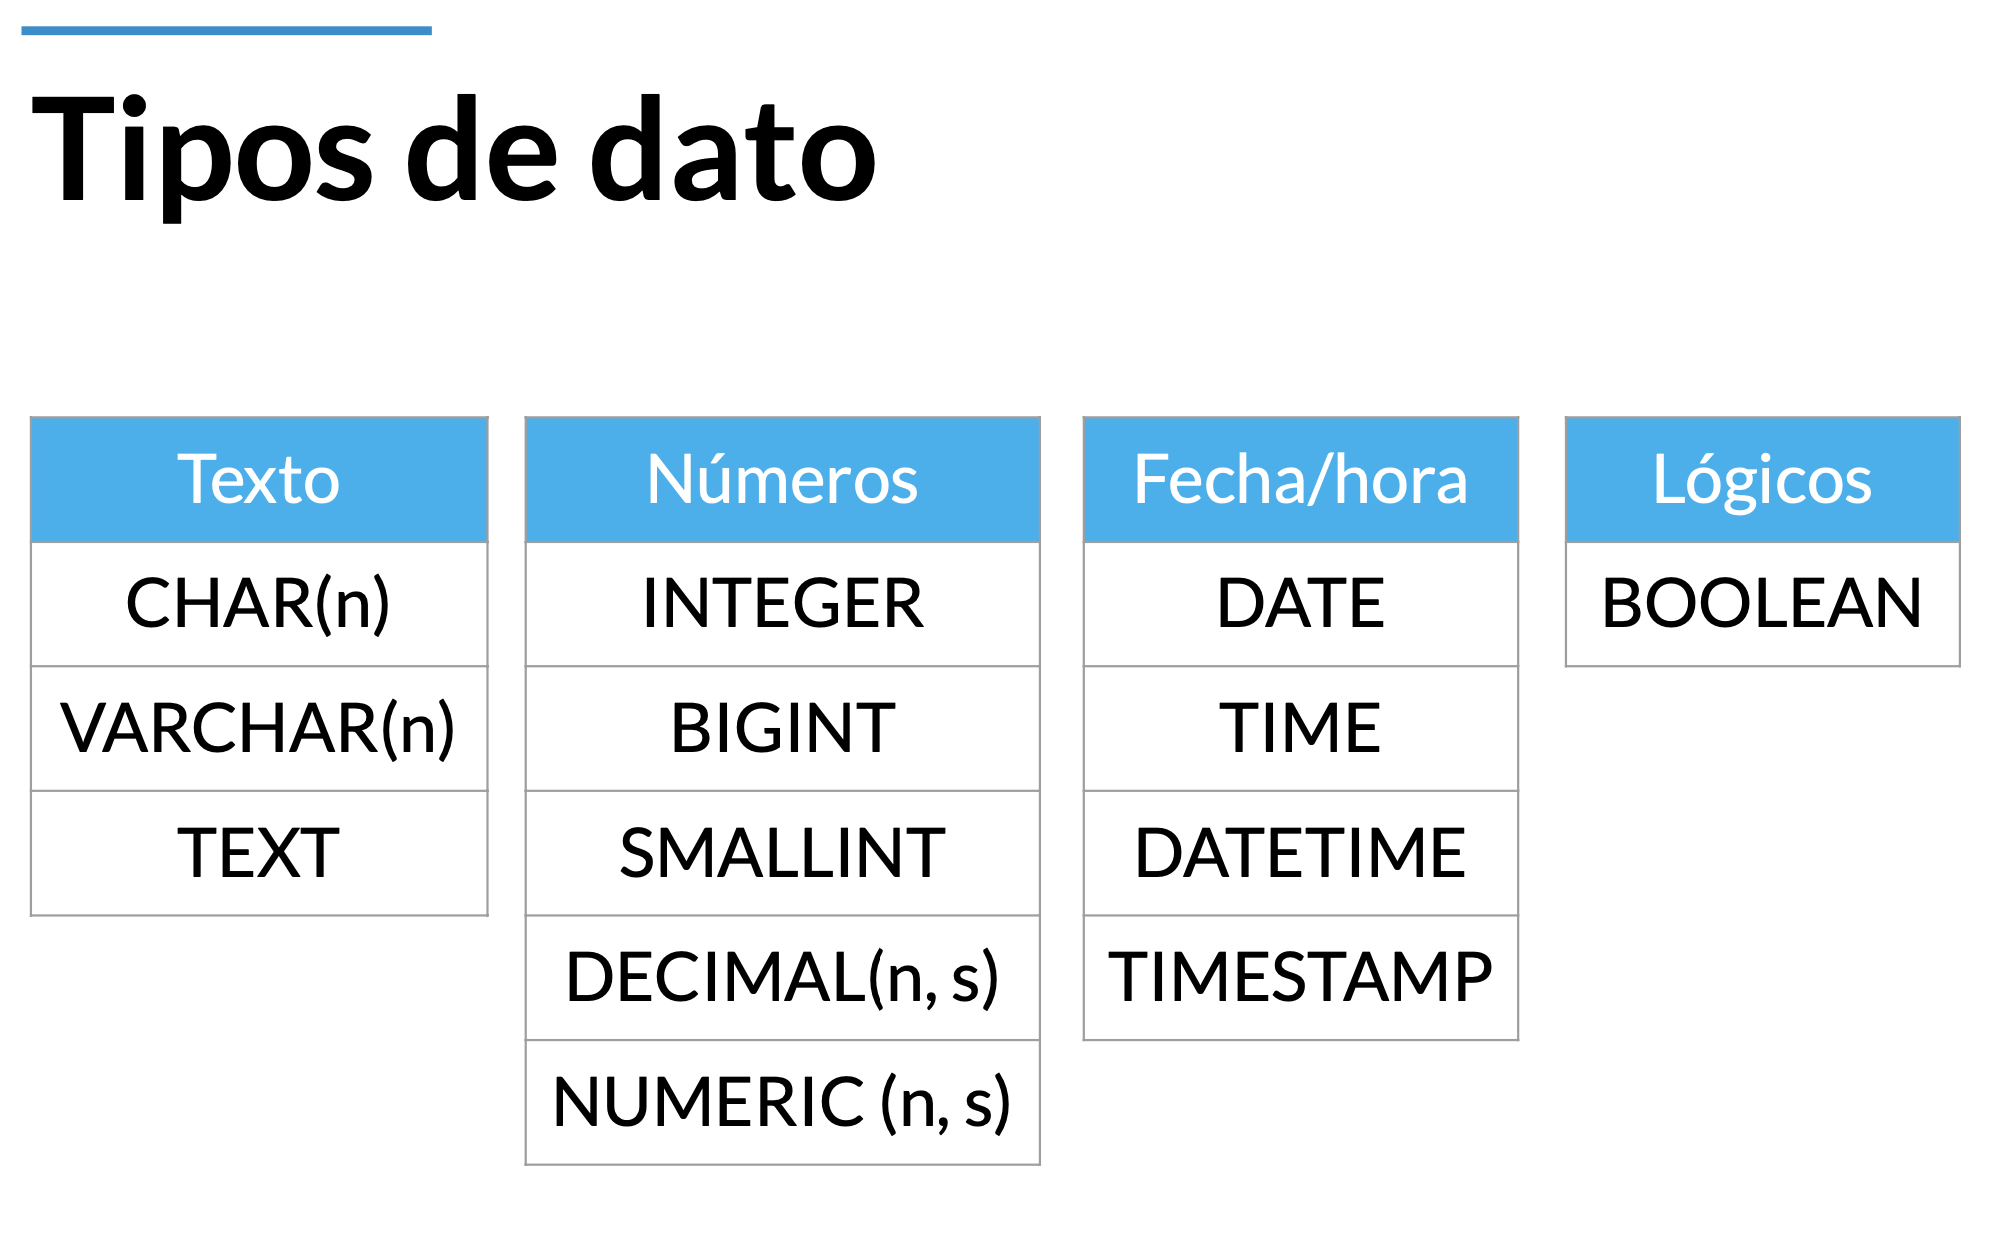 Tipos de dato
Texto
CHAR(n)
VARCHAR(n)
TEXT
Números
INTEGER
BIGINT
SMALLINT
DECIMAL(n, s)
NUMERIC (n, s)
Fecha/hora
DATE
TIME
DATETIME
TIMESTAMP
Lógicos
BOOLEAN